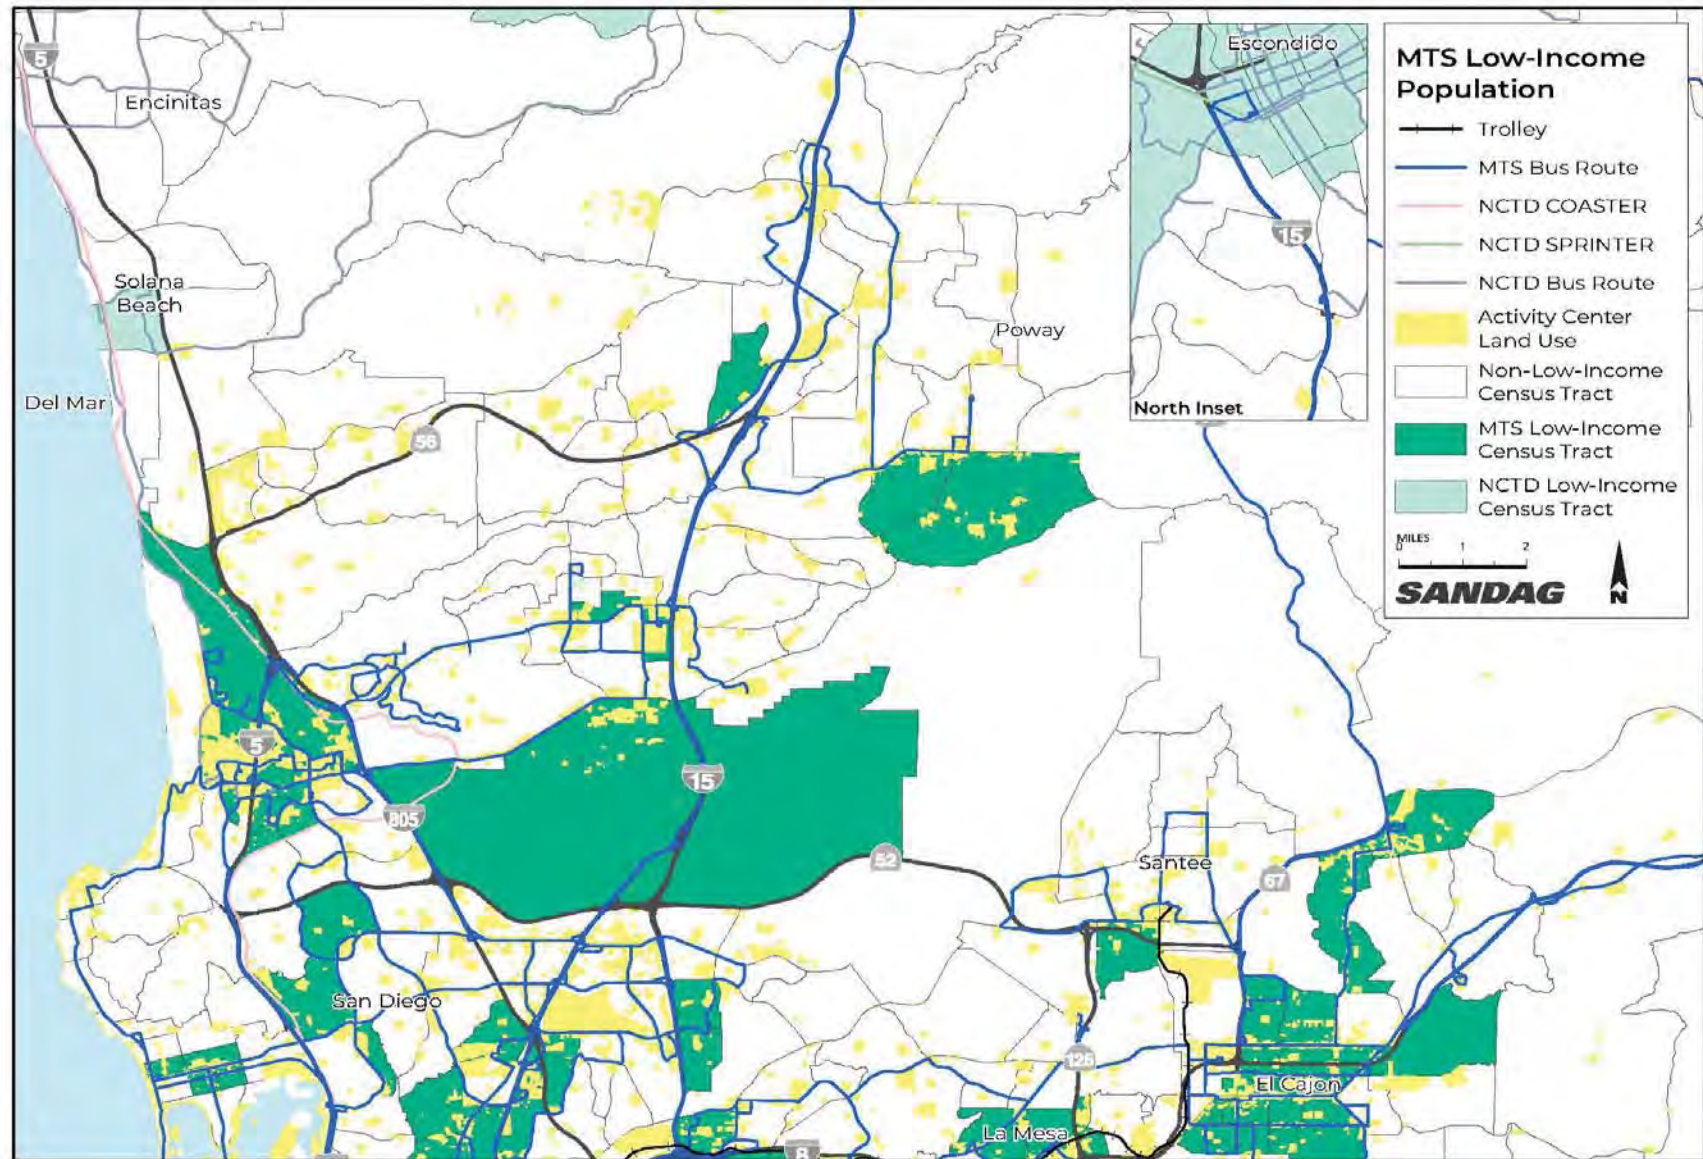 5
Encinitas
Solana
Beach
Del Mar
56
Poway
5
15
805
52
Santee
67
San Diego
125
El Cajon
La Mesa
8
Escondido
15
North Inset
MTS Low-Income
Population
Trolley
MTS Bus Route
NCTD COASTER
NCTD SPRINTER
NCTD Bus Route
Activity Center
Land Use
Non-Low-Income
Census Tract
MTS Low-Income
Census Tract
NCTD Low-Income
Census Tract
MILES
0 1 2
SANDAG
N